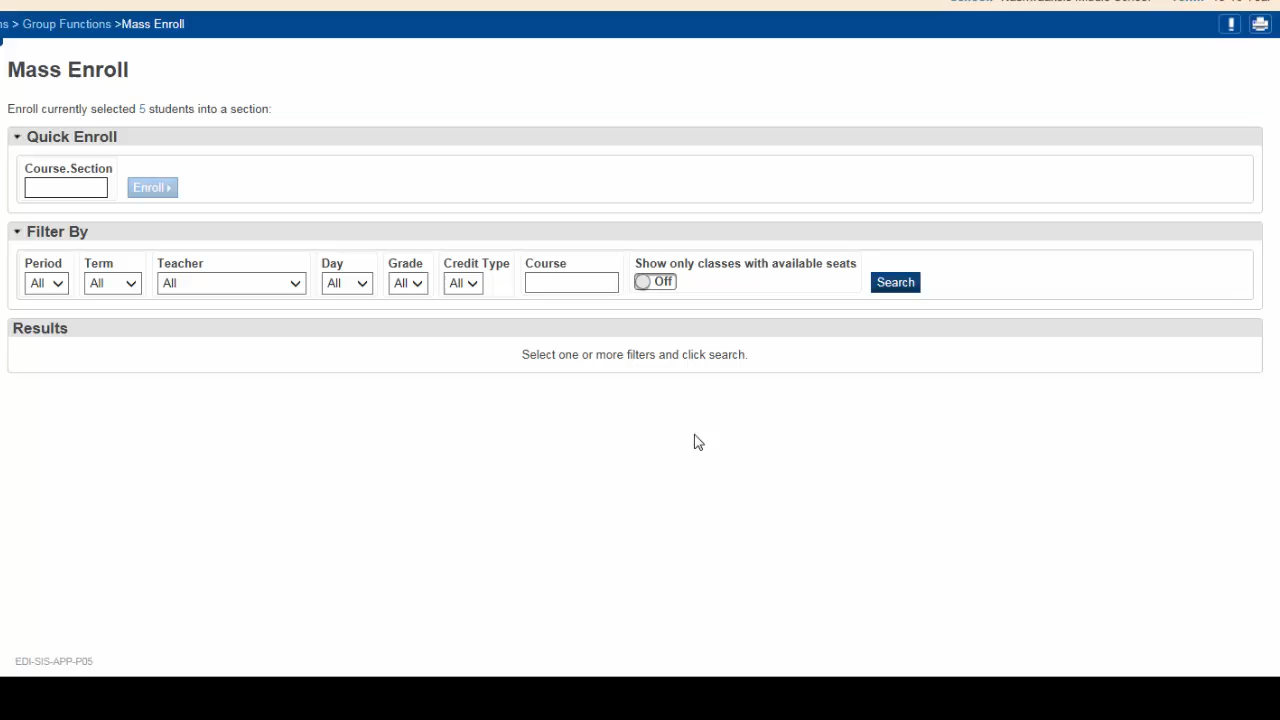 > Group Functions >Mass Enroll
Mass Enroll
Enroll currently selected 5 students into a section:
Quick Enroll
Course.Section
Enroll
Filter By
Period Term Teacher Day Grade Credit Type Course Show only classes with available seats
All All All All All All Off Search
Results
Select one or more filters and click search.
EDI-SIS-APP-P05